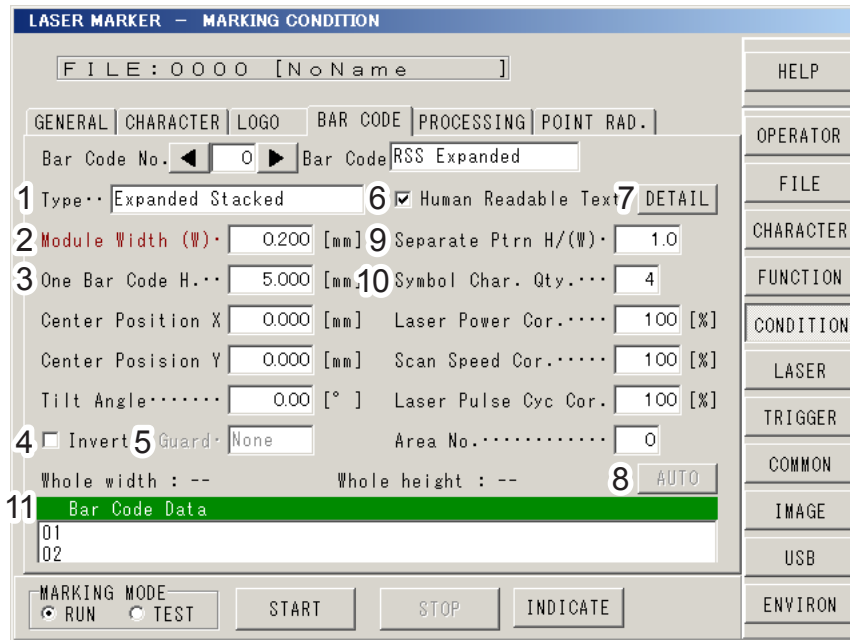 LASER MARKER － MARKING CONDITION
FILE:0000 [NoName ]
HELP
GENERAL CHARACTER LOGO BAR CODE PROCESSING POINT RAD.
OPERATOR
Bar Code No. 0 Bar Code RSS Expanded
FILE
1 Type‥ Expanded Stacked 6 Human Readable Text 7 DETAIL
CHARACTER
2 Module Width (W)· 0.200 [mm] 9 Separate Ptrn H/(W)· 1.0
3 One Bar Code H.‥ 5.000 [mm] 10 Symbol Char. Qty.··· 4
FUNCTION
Center Position X 0.000 [mm] Laser Power Cor.···· 100 [%]
CONDITION
Center Posision Y 0.000 [mm] Scan Speed Cor.····· 100 [%]
LASER
Tilt Angle······· 0.00 [° ] Laser Pulse Cyc Cor. 100 [%]
TRIGGER
4 Invert 5 Guard· None Area No.············ 0
COMMON
Whole width : -- Whole height : -- 8 AUTO
11 Bar Code Data
IMAGE
01
02
USB
MARKING MODE
RUN TEST START STOP INDICATE
ENVIRON